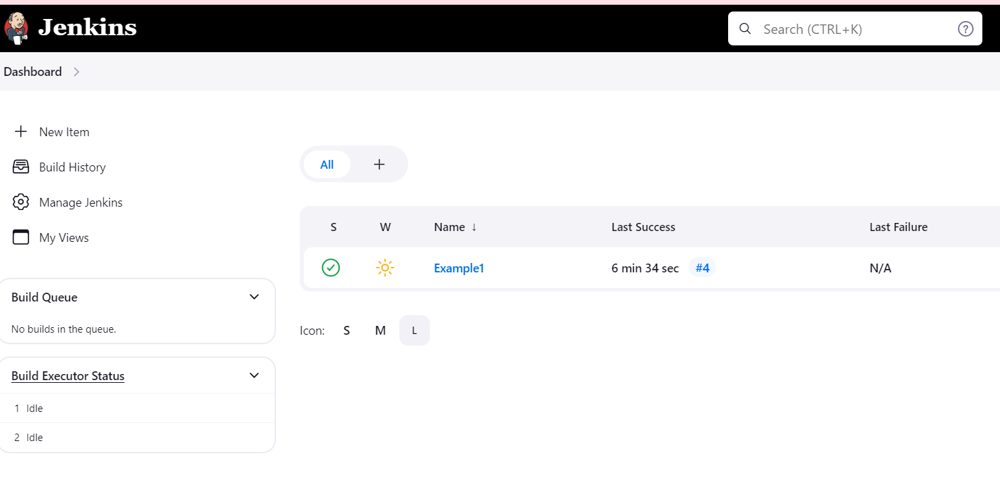 Jenkins
Search (CTRL+K)
Dashboard
New Item
Build History
Manage Jenkins
My Views
Build Queue
No builds in the queue.
Build Executor Status
1 Idle
2 Idle
All
S W Name ↓ Last Success Last Failure
Example1 6 min 34 sec #4 N/A
Icon: S M L